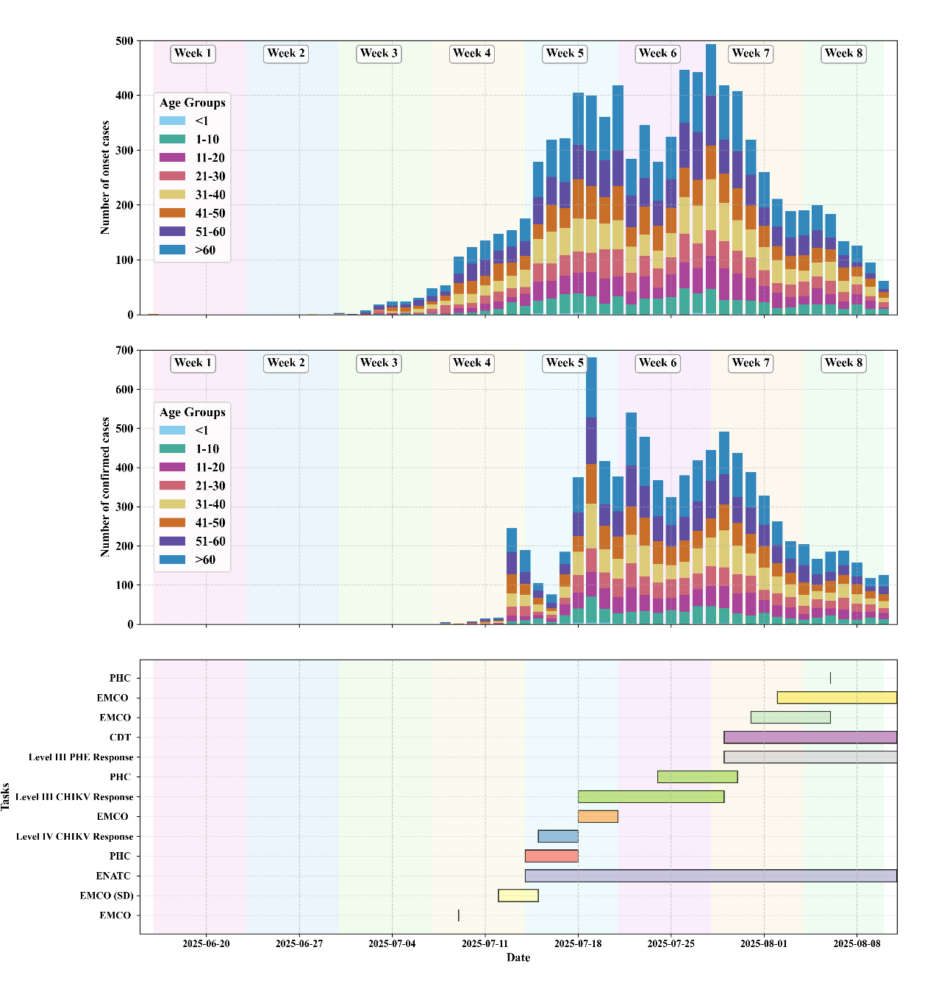 500
400
300
200
100
0
Number of onset cases
Week 1
Week 2
Week 3
Week 4
Week 5
Week 6
Week 7
Week 8
Age Groups
<1
1-10
11-20
21-30
31-40
41-50
51-60
>60
700
600
500
400
300
200
100
0
Number of confirmed cases
Week 1
Week 2
Week 3
Week 4
Week 5
Week 6
Week 7
Week 8
Age Groups
<1
1-10
11-20
21-30
31-40
41-50
51-60
>60
Tasks
PHC
EMCO
EMCO
CDT
Level III PHE Response
PHC
Level III CHIKV Response
EMCO
Level IV CHIKV Response
PHC
ENATC
EMCO (SD)
EMCO
2025-06-20
2025-06-27
2025-07-04
2025-07-11
2025-07-18
2025-07-25
2025-08-01
2025-08-08
Date